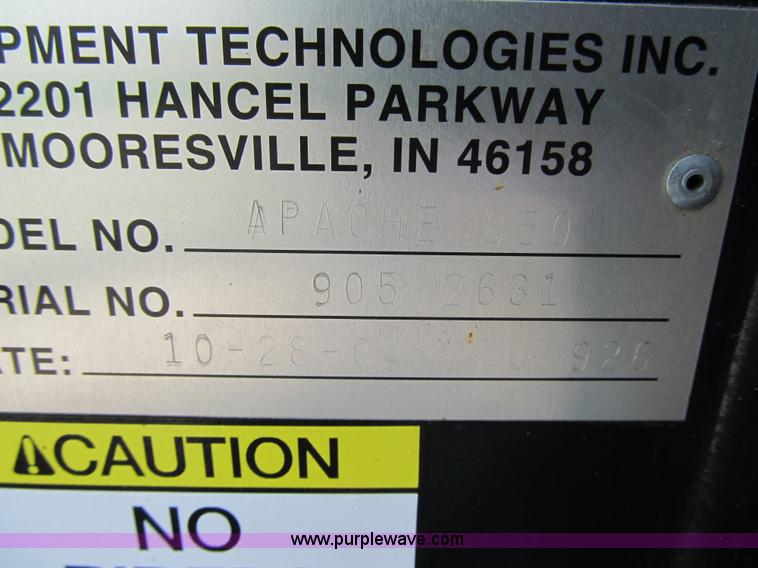 PMENT TECHNOLOGIES INC.
2201 HANCEL PARKWAY
MOORESVILLE, IN 46158
DEL NO. APACHE 850
RIAL NO. 905 2631
ATE: 10-28-04 926
CAUTION
NO
www.purplewave.com